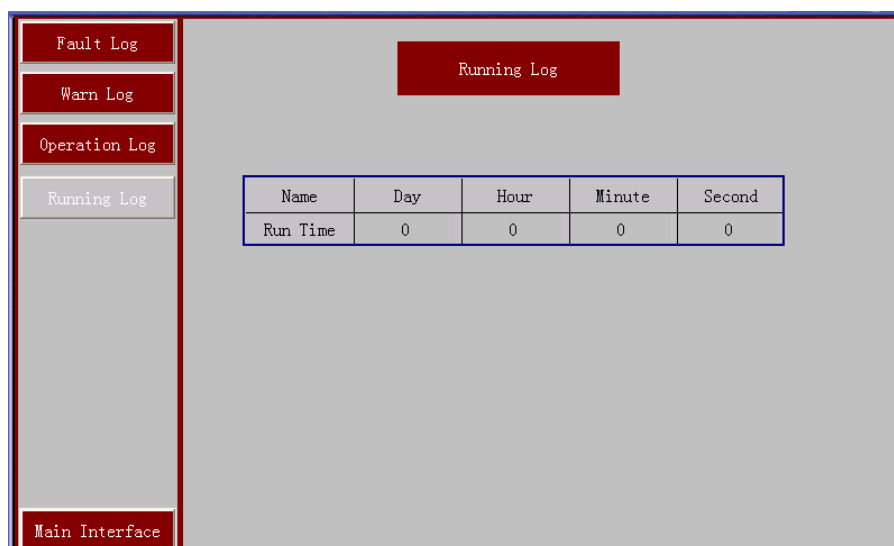 Fault Log
Warn Log
Operation Log
Running Log
Main Interface
Running Log
Name Day Hour Minute Second
Run Time 0 0 0 0